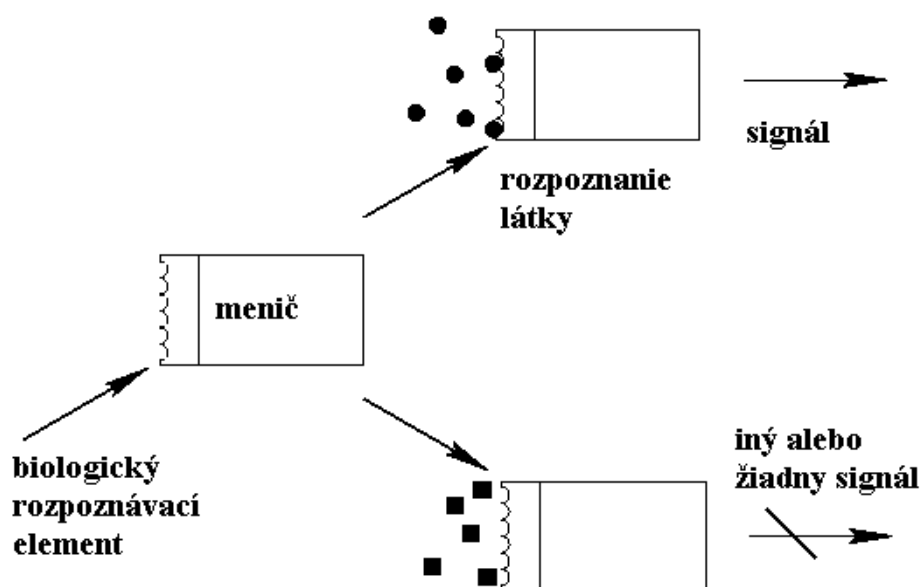 signál
rozpoznanie
látky
menič
biologický
rozpoznávací
element
iný alebo
žiadny signál